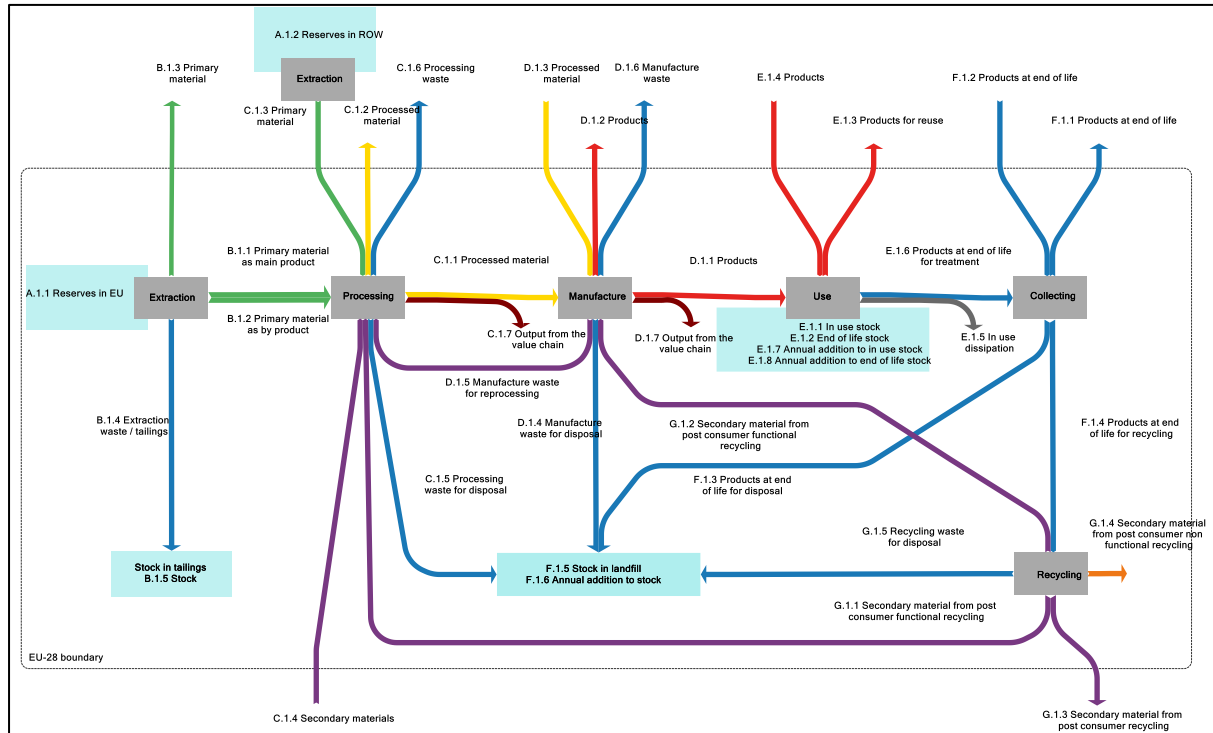 A.1.2 Reserves in ROW
Extraction
B.1.3 Primary
material
C.1.3 Primary
material
C.1.6 Processing
waste
C.1.2 Processed
material
D.1.3 Processed
material
D.1.6 Manufacture
waste
D.1.2 Products
E.1.4 Products
E.1.3 Products for reuse
F.1.2 Products at end of life
F.1.1 Products at end of life
A.1.1 Reserves in EU
Extraction
B.1.1 Primary material
as main product
B.1.2 Primary material
as by product
Processing
C.1.1 Processed material
C.1.7 Output from the
value chain
Manufacture
D.1.1 Products
D.1.7 Output from the
value chain
Use
E.1.1 In use stock
E.1.2 End of life stock
E.1.7 Annual addition to in use stock
E.1.8 Annual addition to end of life stock
E.1.6 Products at end of life
for treatment
E.1.5 In use
dissipation
Collecting
D.1.5 Manufacture waste
for reprocessing
B.1.4 Extraction
waste / tailings
D.1.4 Manufacture
waste for disposal
G.1.2 Secondary material from
post consumer functional
recycling
F.1.4 Products at end
of life for recycling
C.1.5 Processing
waste for disposal
F.1.3 Products at end
of life for disposal
G.1.5 Recycling waste
for disposal
G.1.4 Secondary material
from post consumer non
functional recycling
Stock in tailings
B.1.5 Stock
F.1.5 Stock in landfill
F.1.6 Annual addition to stock
Recycling
G.1.1 Secondary material from post
consumer functional recycling
EU-28 boundary
C.1.4 Secondary materials
G.1.3 Secondary material from
post consumer recycling